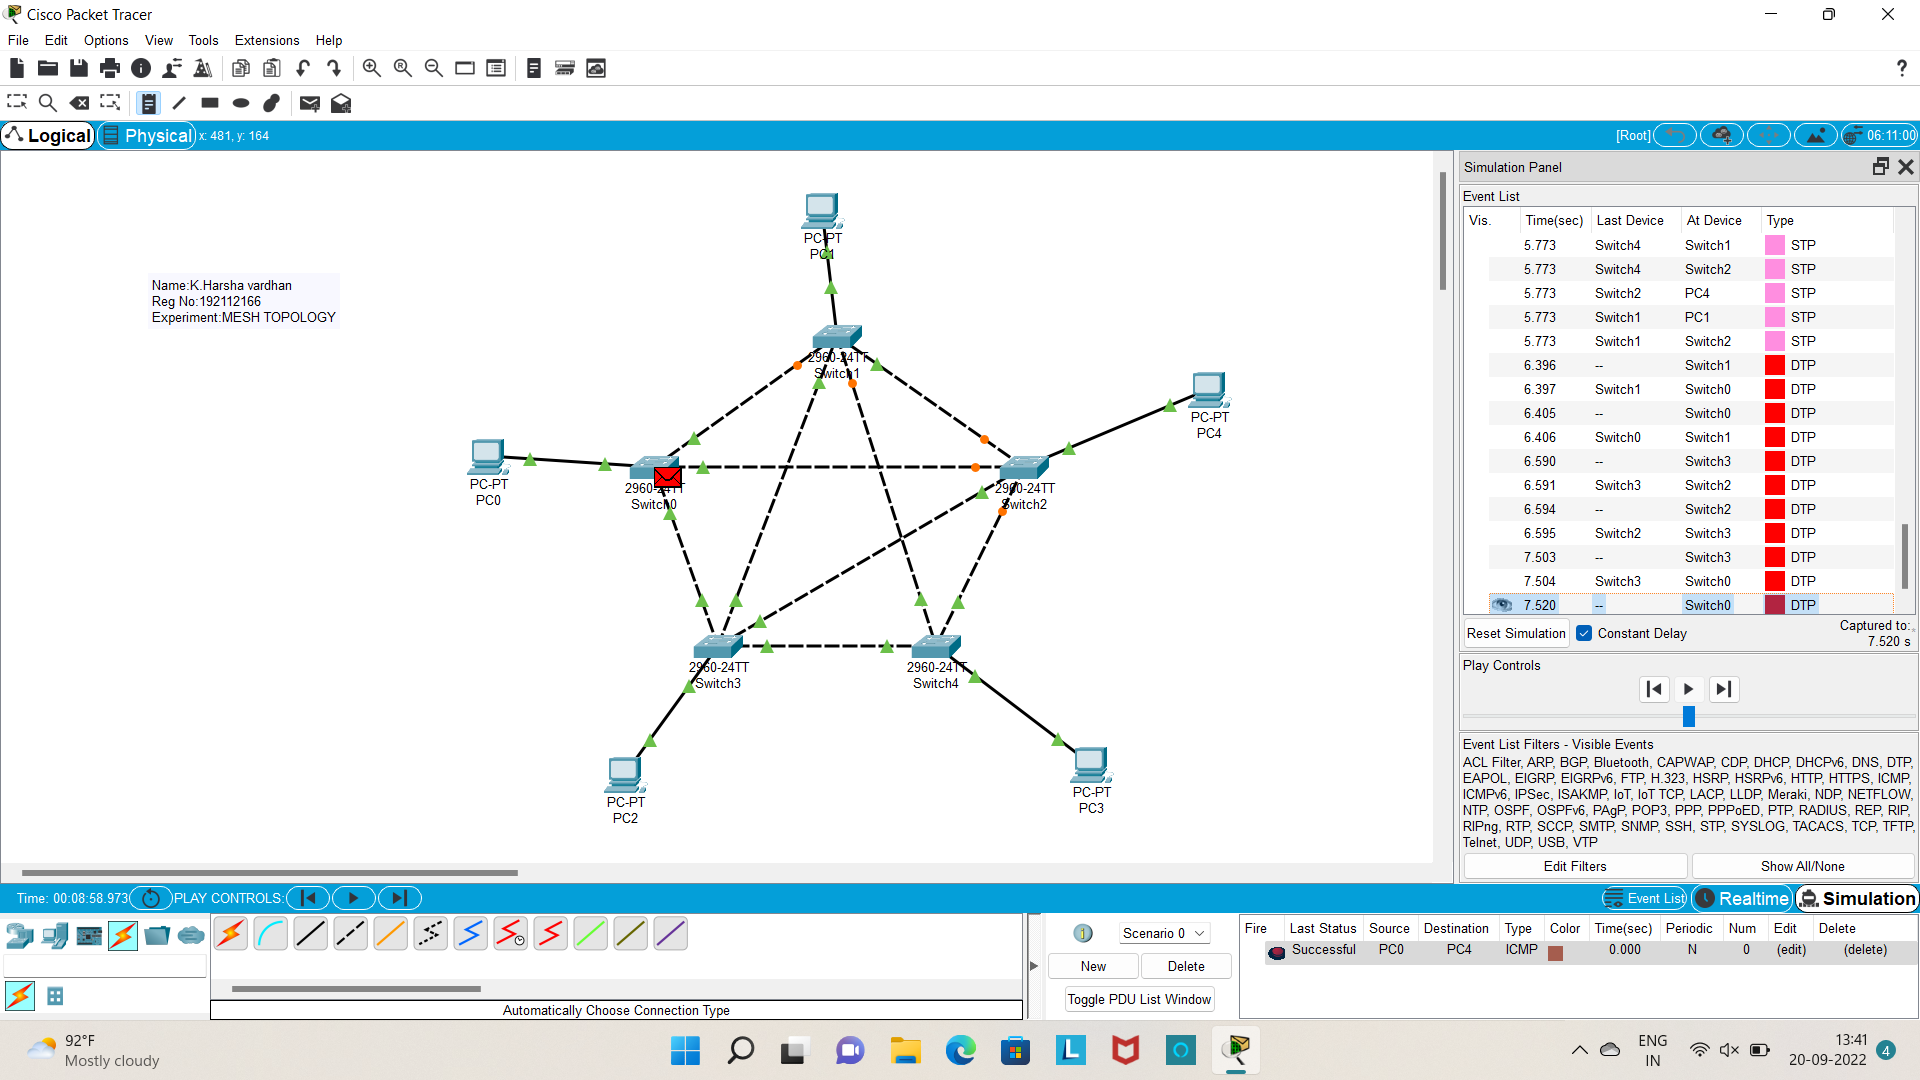 Cisco Packet Tracer
File Edit Options View Tools Extensions Help
?
Logical Physical x: 481, y: 164
[Root] 06:11:00
Name:K.Harsha vardhan
Reg No:192112166
Experiment:MESH TOPOLOGY
PC-PT
PC1
2960-24TT
Switch1
PC-PT
PC4
PC-PT
PC0
2960-24TT
Switch0
2960-24TT
Switch2
2960-24TT
Switch3
2960-24TT
Switch4
PC-PT
PC2
PC-PT
PC3
Simulation Panel
Event List
Vis. Time(sec) Last Device At Device Type
5.773 Switch4 Switch1 STP
5.773 Switch4 Switch2 STP
5.773 Switch2 PC4 STP
5.773 Switch1 PC1 STP
5.773 Switch1 Switch2 STP
6.396 -- Switch1 DTP
6.397 Switch1 Switch0 DTP
6.405 -- Switch0 DTP
6.406 Switch0 Switch1 DTP
6.590 -- Switch3 DTP
6.591 Switch3 Switch2 DTP
6.594 -- Switch2 DTP
6.595 Switch2 Switch3 DTP
7.503 -- Switch3 DTP
7.504 Switch3 Switch0 DTP
7.520 -- Switch0 DTP
Reset Simulation Constant Delay Captured to:
7.520 s
Play Controls
Event List Filters - Visible Events
ACL Filter, ARP, BGP, Bluetooth, CAPWAP, CDP, DHCP, DHCPv6, DNS, DTP,
EAPOL, EIGRP, EIGRPv6, FTP, H.323, HSRP, HSRPv6, HTTP, HTTPS, ICMP,
ICMPv6, IPSec, ISAKMP, IoT, IoT TCP, LACP, LLDP, Meraki, NDP, NETFLOW,
NTP, OSPF, OSPFv6, PAgP, POP3, PPP, PPPoED, PTP, RADIUS, REP, RIP,
RIPng, RTP, SCCP, SMTP, SNMP, SSH, STP, SYSLOG, TACACS, TCP, TFTP,
Telnet, UDP, USB, VTP
Edit Filters Show All/None
Time: 00:08:58.973 PLAY CONTROLS:
Event List Realtime Simulation
Automatically Choose Connection Type
Scenario 0
New Delete
Toggle PDU List Window
Fire Last Status Source Destination Type Color Time(sec) Periodic Num Edit Delete
Successful PC0 PC4 ICMP 0.000 N 0 (edit) (delete)
92°F
Mostly cloudy
ENG
IN
13:41
20-09-2022
4